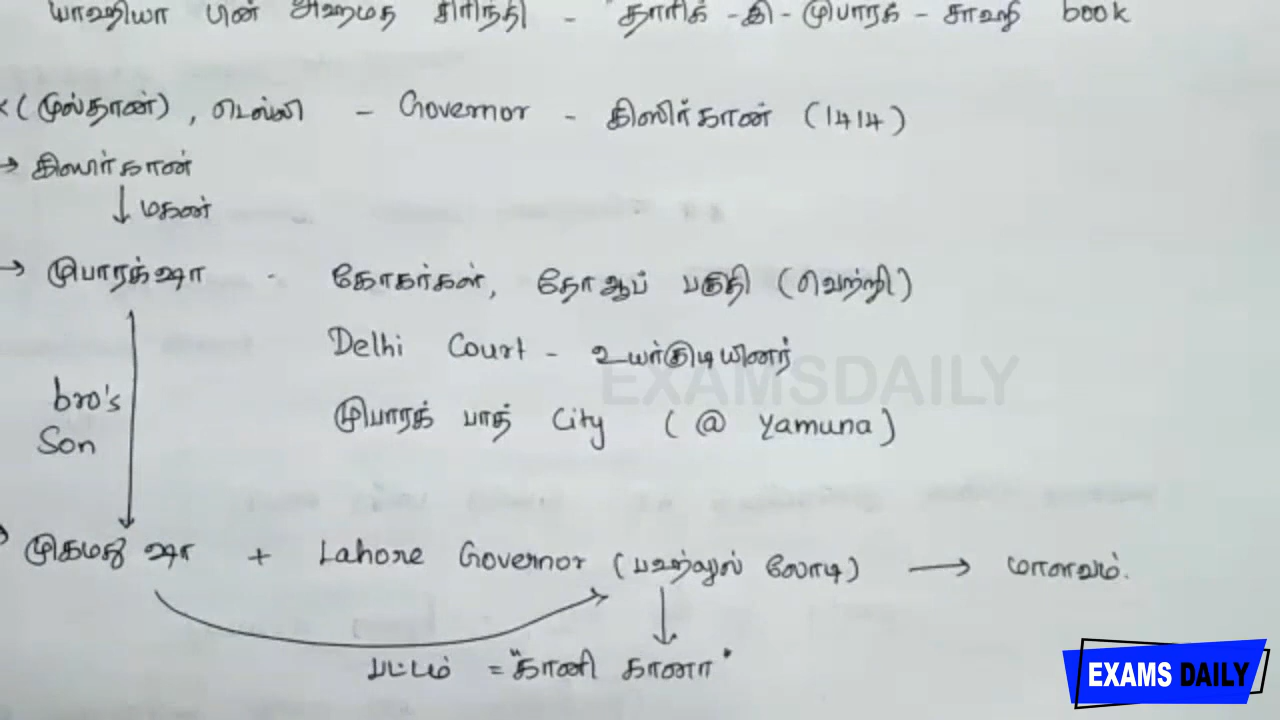 யாஹியா பின் அஹமத் சிரிந்தி - "தாரிக் - இ - முபாரக் - சாஹி book
(முல்தான்) , டெல்லி - Governor - கிஸிர்கான் (1414)
→ கிஸிர்கான்
↓ மகன்
→ முபாரக்ஷா - கோகர்கள், தோஆப் பகுதி (வெற்றி)
Delhi Court - உயர்குடியினர்
முபாரக் பாத் City (@ Yamuna)
bro's
Son
முகமது ஷா + Lahore Governor (பஹ்லுல் லோடி) → மாளவம்.
பட்டம் = "கானி கானா"
EXAMSDAILY
EXAMS DAILY